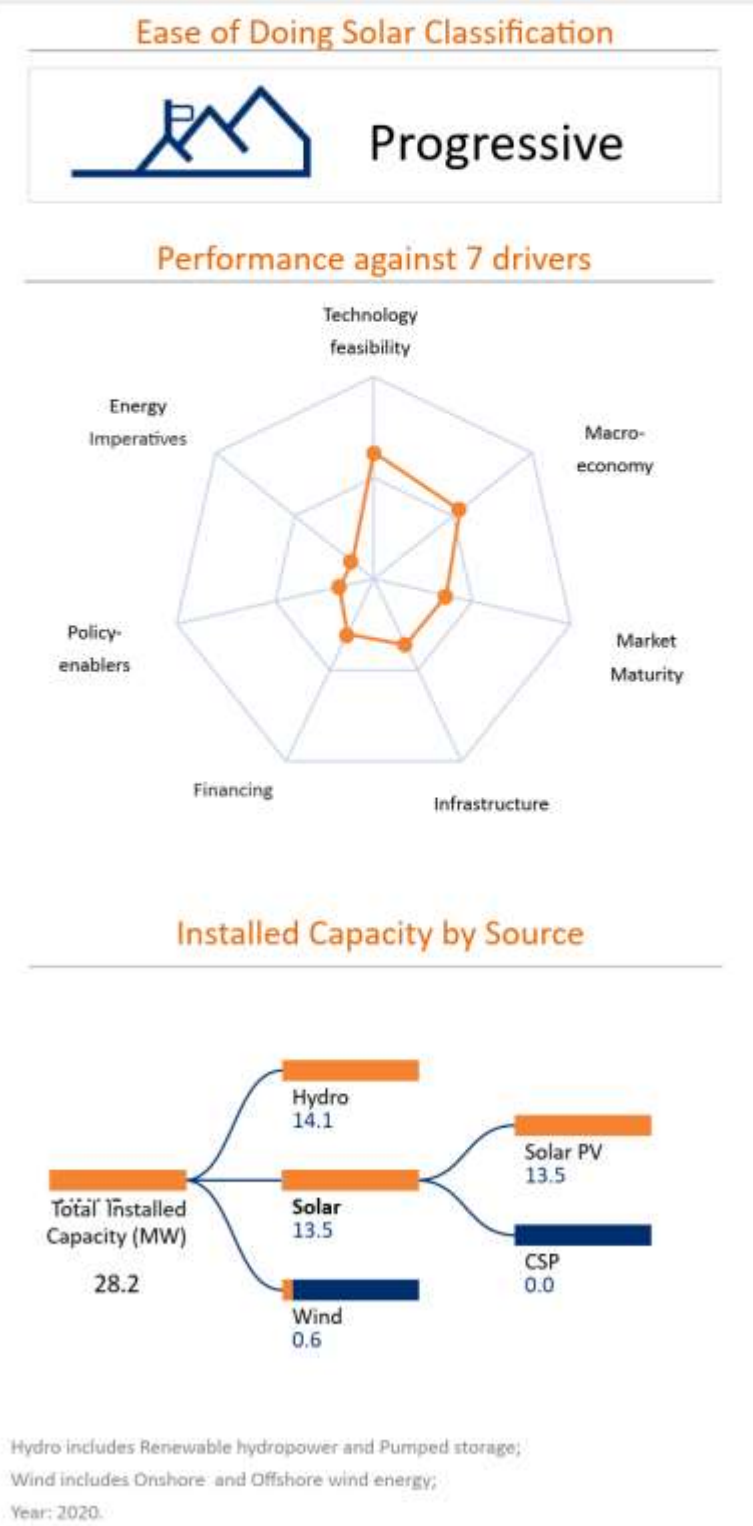 Ease of Doing Solar Classification
Progressive
Performance against 7 drivers
Technology
feasibility
Energy
Imperatives
Macro-
economy
Policy-
enablers
Market
Maturity
Financing
Infrastructure
Installed Capacity by Source
Hydro
14.1
Solar PV
13.5
Total Installed
Capacity (MW)
28.2
Solar
13.5
CSP
0.0
Wind
0.6
Hydro includes Renewable hydropower and Pumped storage;
Wind includes Onshore and Offshore wind energy;
Year: 2020.